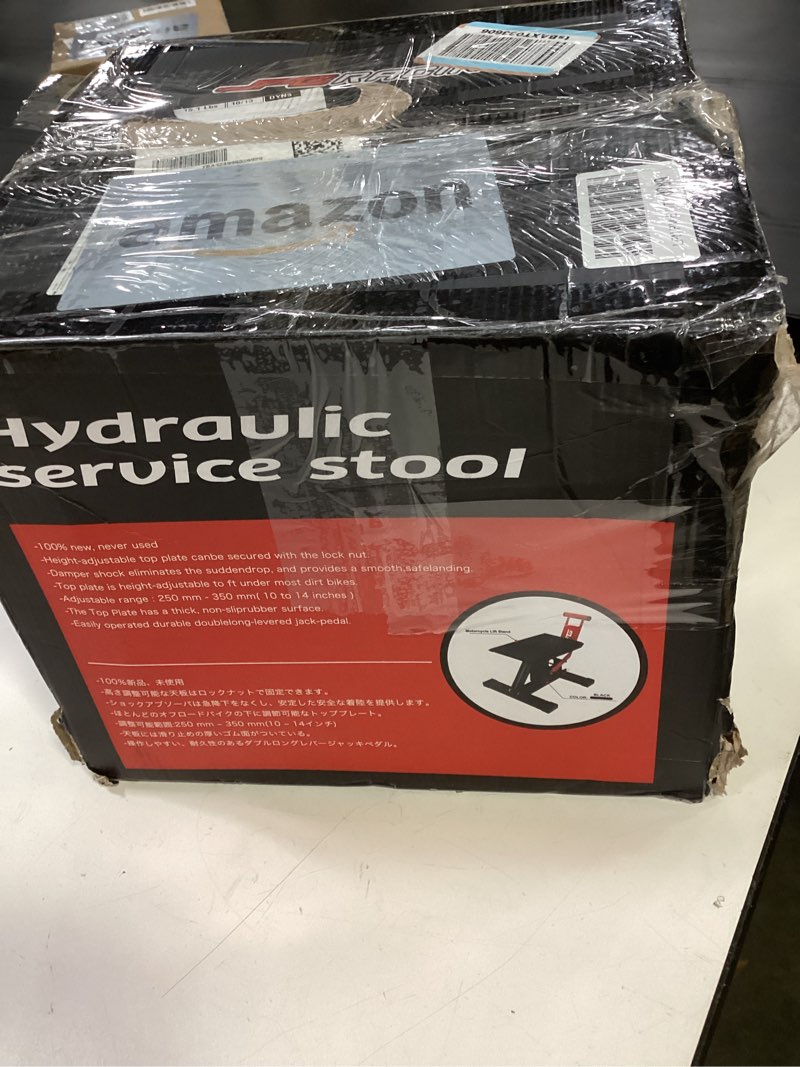 amazon
Hydraulic
service stool
-100% new, never used
-Height-adjustable top plate canbe secured with the lock nut.
-Damper shock eliminates the suddendrop, and provides a smooth,safelanding.
-Top plate is height-adjustable to ft under most dirt bikes.
-Adjustable range : 250 mm - 350 mm( 10 to 14 inches )
-The Top Plate has a thick, non-sliprubber surface.
-Easily operated durable doublelong-levered jack-pedal.
Motorcycle Lift Stand
COLOR BLACK
-100%新品、未使用
-高さ調整可能な天板はロックナットで固定できます。
-ショックアブソーバは急降下をなくし、安定した安全な着陸を提供します。
-ほとんどのオフロードバイクの下に調節可能なトッププレート。
-調整可能範囲:250 mm - 350 mm(10 - 14インチ)
-天板には滑り止めの厚いゴム面がついている。
-操作しやすい、耐久性のあるダブルロングレバージャッキペダル。